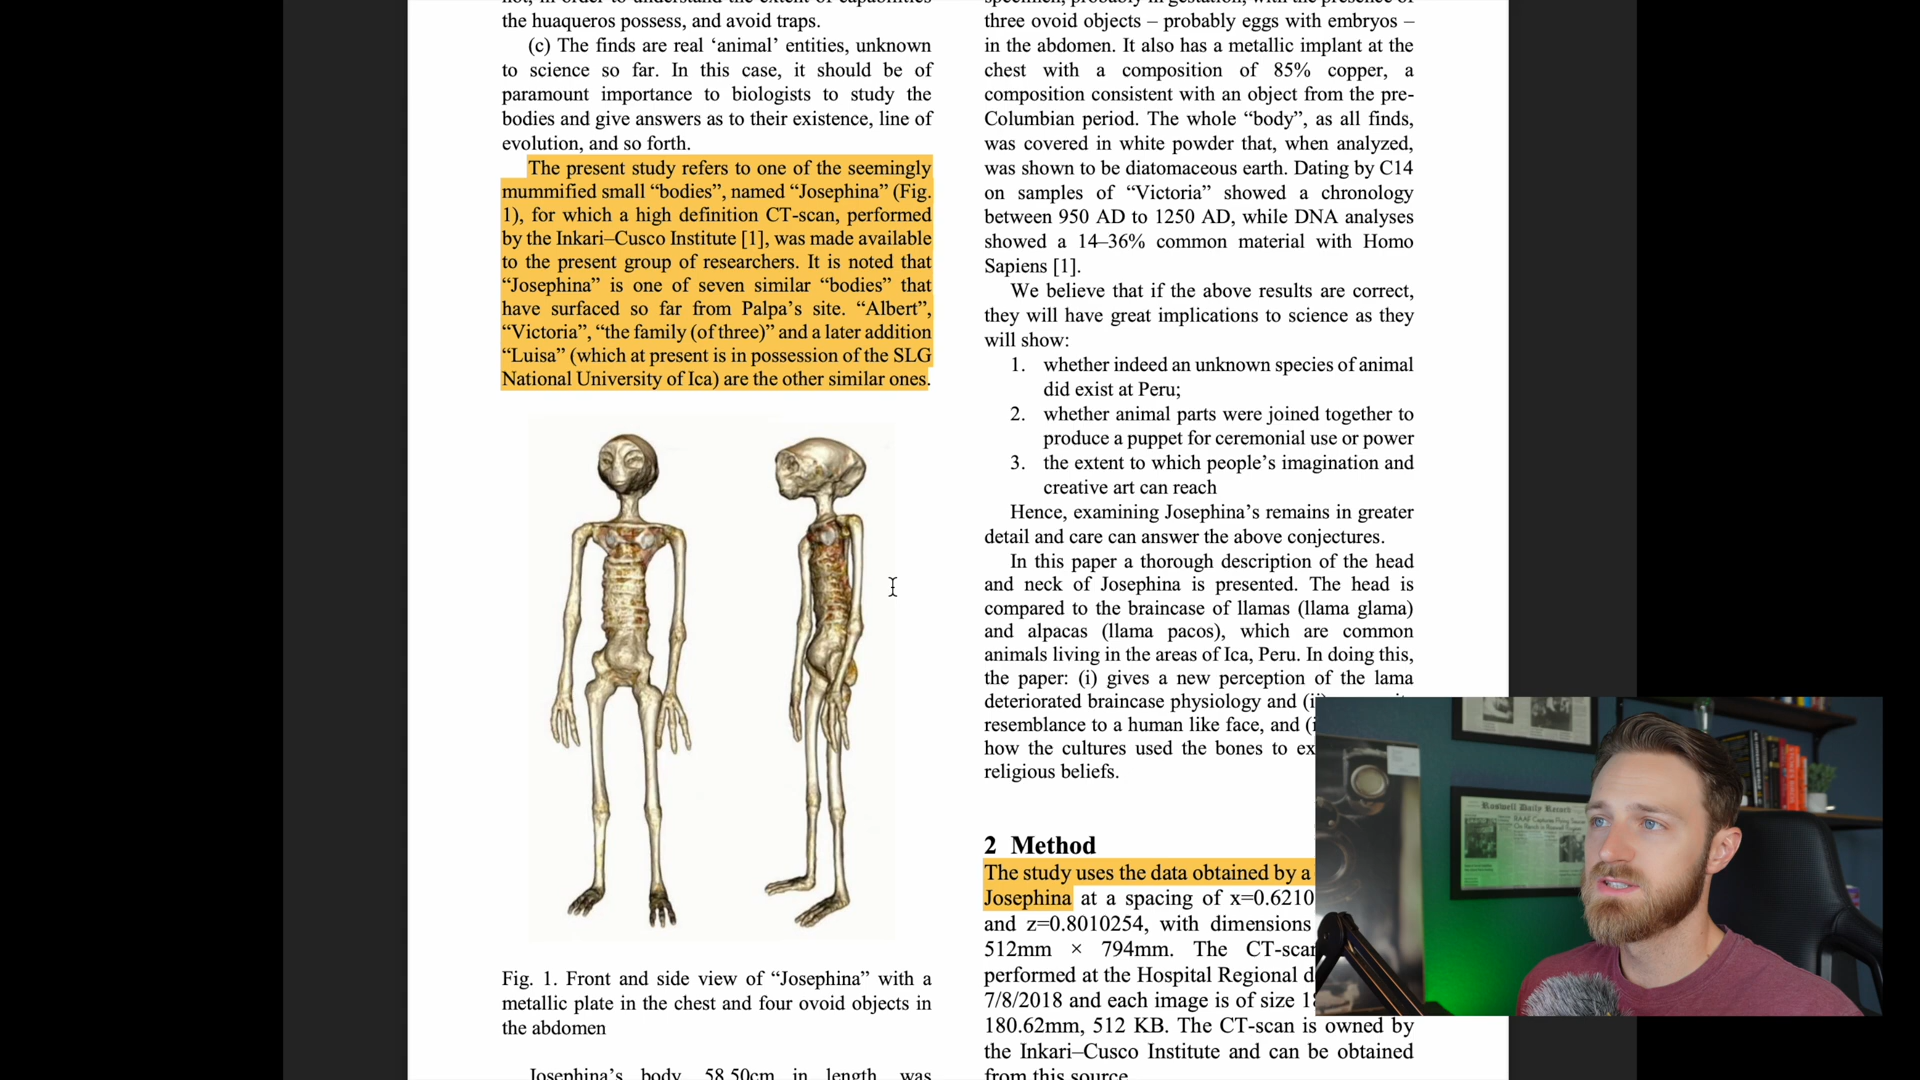 the huaqueros possess, and avoid traps.
(c) The finds are real ‘animal’ entities, unknown
to science so far. In this case, it should be of
paramount importance to biologists to study the
bodies and give answers as to their existence, line of
evolution, and so forth.
The present study refers to one of the seemingly
mummified small “bodies”, named “Josephina” (Fig.
1), for which a high definition CT-scan, performed
by the Inkari–Cusco Institute [1], was made available
to the present group of researchers. It is noted that
“Josephina” is one of seven similar “bodies” that
have surfaced so far from Palpa’s site. “Albert”,
“Victoria”, “the family (of three)” and a later addition
“Luisa” (which at present is in possession of the SLG
National University of Ica) are the other similar ones.
Fig. 1. Front and side view of “Josephina” with a
metallic plate in the chest and four ovoid objects in
the abdomen
Josephina’s body, 58.50cm in length, was
three ovoid objects – probably eggs with embryos –
in the abdomen. It also has a metallic implant at the
chest with a composition of 85% copper, a
composition consistent with an object from the pre-
Columbian period. The whole “body”, as all finds,
was covered in white powder that, when analyzed,
was shown to be diatomaceous earth. Dating by C14
on samples of “Victoria” showed a chronology
between 950 AD to 1250 AD, while DNA analyses
showed a 14–36% common material with Homo
Sapiens [1].
We believe that if the above results are correct,
they will have great implications to science as they
will show:
1. whether indeed an unknown species of animal
did exist at Peru;
2. whether animal parts were joined together to
produce a puppet for ceremonial use or power
3. the extent to which people’s imagination and
creative art can reach
Hence, examining Josephina’s remains in greater
detail and care can answer the above conjectures.
In this paper a thorough description of the head
and neck of Josephina is presented. The head is
compared to the braincase of llamas (llama glama)
and alpacas (llama pacos), which are common
animals living in the areas of Ica, Peru. In doing this,
the paper: (i) gives a new perception of the lama
deteriorated braincase physiology and
resemblance to a human like face, and
how the cultures used the bones to ex
religious beliefs.
2 Method
The study uses the data obtained by a
Josephina at a spacing of x=0.6210
and z=0.8010254, with dimensions
512mm × 794mm. The CT-scan
performed at the Hospital Regional d
7/8/2018 and each image is of size
180.62mm, 512 KB. The CT-scan is owned by
the Inkari–Cusco Institute and can be obtained
from this source
Roswell Daily Record